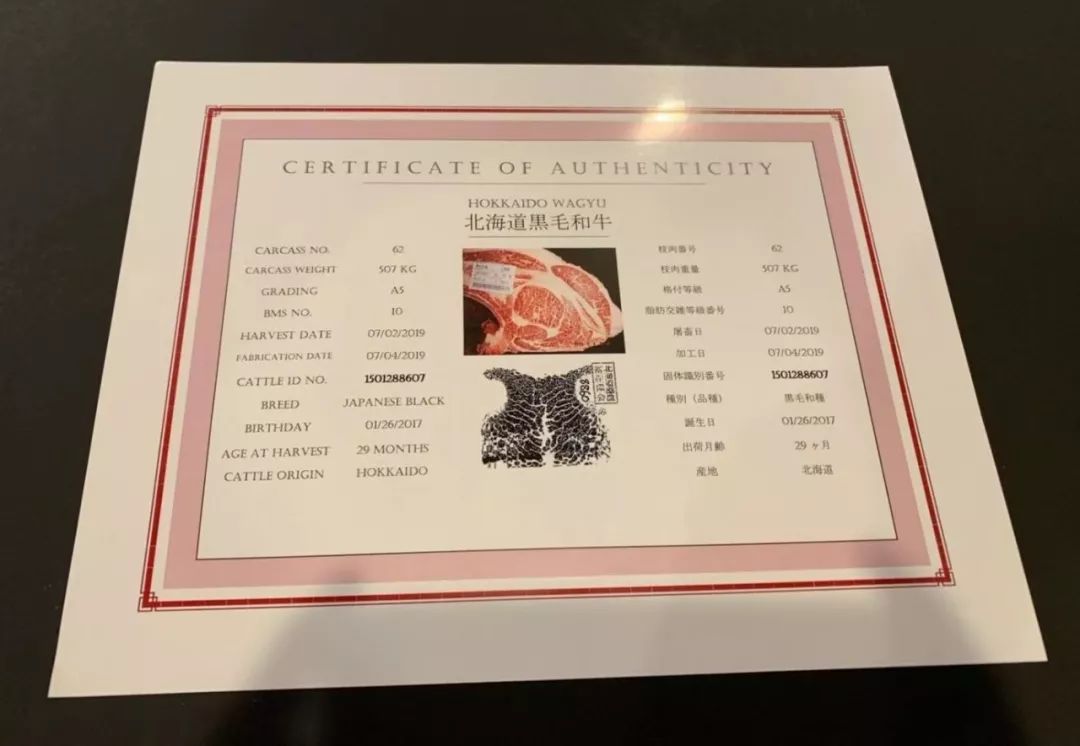 CERTIFICATE OF AUTHENTICITY
HOKKAIDO WAGYU
北海道黒毛和牛
CARCASS NO. 62
CARCASS WEIGHT 507 KG
GRADING A5
BMS NO. 10
HARVEST DATE 07/02/2019
FABRICATION DATE 07/04/2019
CATTLE ID NO. 1501288607
BREED JAPANESE BLACK
BIRTHDAY 01/26/2017
AGE AT HARVEST 29 MONTHS
CATTLE ORIGIN HOKKAIDO
枝肉番号 62
枝肉重量 507 KG
格付等級 A5
脂肪交雑等級番号 10
屠畜日 07/02/2019
加工日 07/04/2019
固体識別番号 1501288607
種別（品種） 黒毛和種
誕生日 01/26/2017
出荷月齢 29 ヶ月
産地 北海道